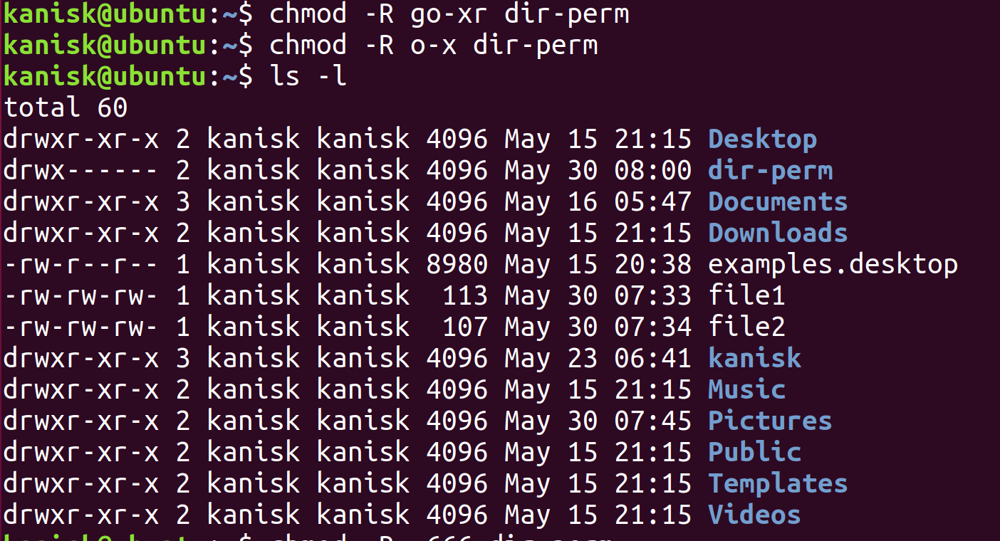 kanisk@ubuntu:~$ chmod -R go-xr dir-perm
kanisk@ubuntu:~$ chmod -R o-x dir-perm
kanisk@ubuntu:~$ ls -l
total 60
drwxr-xr-x 2 kanisk kanisk 4096 May 15 21:15 Desktop
drwx------ 2 kanisk kanisk 4096 May 30 08:00 dir-perm
drwxr-xr-x 3 kanisk kanisk 4096 May 16 05:47 Documents
drwxr-xr-x 2 kanisk kanisk 4096 May 15 21:15 Downloads
-rw-r--r-- 1 kanisk kanisk 8980 May 15 20:38 examples.desktop
-rw-rw-rw- 1 kanisk kanisk  113 May 30 07:33 file1
-rw-rw-rw- 1 kanisk kanisk  107 May 30 07:34 file2
drwxr-xr-x 3 kanisk kanisk 4096 May 23 06:41 kanisk
drwxr-xr-x 2 kanisk kanisk 4096 May 15 21:15 Music
drwxr-xr-x 2 kanisk kanisk 4096 May 30 07:45 Pictures
drwxr-xr-x 2 kanisk kanisk 4096 May 15 21:15 Public
drwxr-xr-x 2 kanisk kanisk 4096 May 15 21:15 Templates
drwxr-xr-x 2 kanisk kanisk 4096 May 15 21:15 Videos
kanisk@ubuntu:~$ chmod -R 666 dir-perm